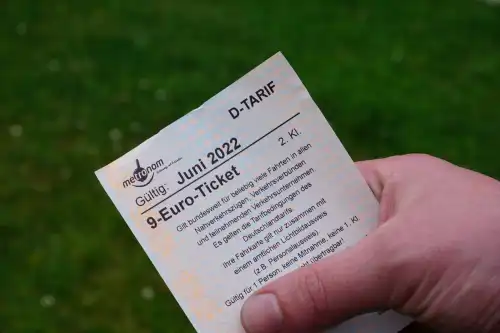 D-TARIF
metronom
Gültig: Juni 2022
2. Kl.
9-Euro-Ticket
Gilt bundesweit für beliebig viele Fahrten in allen
Nahverkehrszügen, Verkehrsverbünden
und teilnehmenden Verkehrsunternehmen
Es gelten die Tarifbedingungen des
Deutschlandtarifs
Ihre Fahrkarte gilt nur zusammen mit
einem amtlichen Lichtbildausweis
(z.B. Personalausweis).
Gültig für 1 Person, keine Mitnahme, keine 1. Kl.
übertragbar!